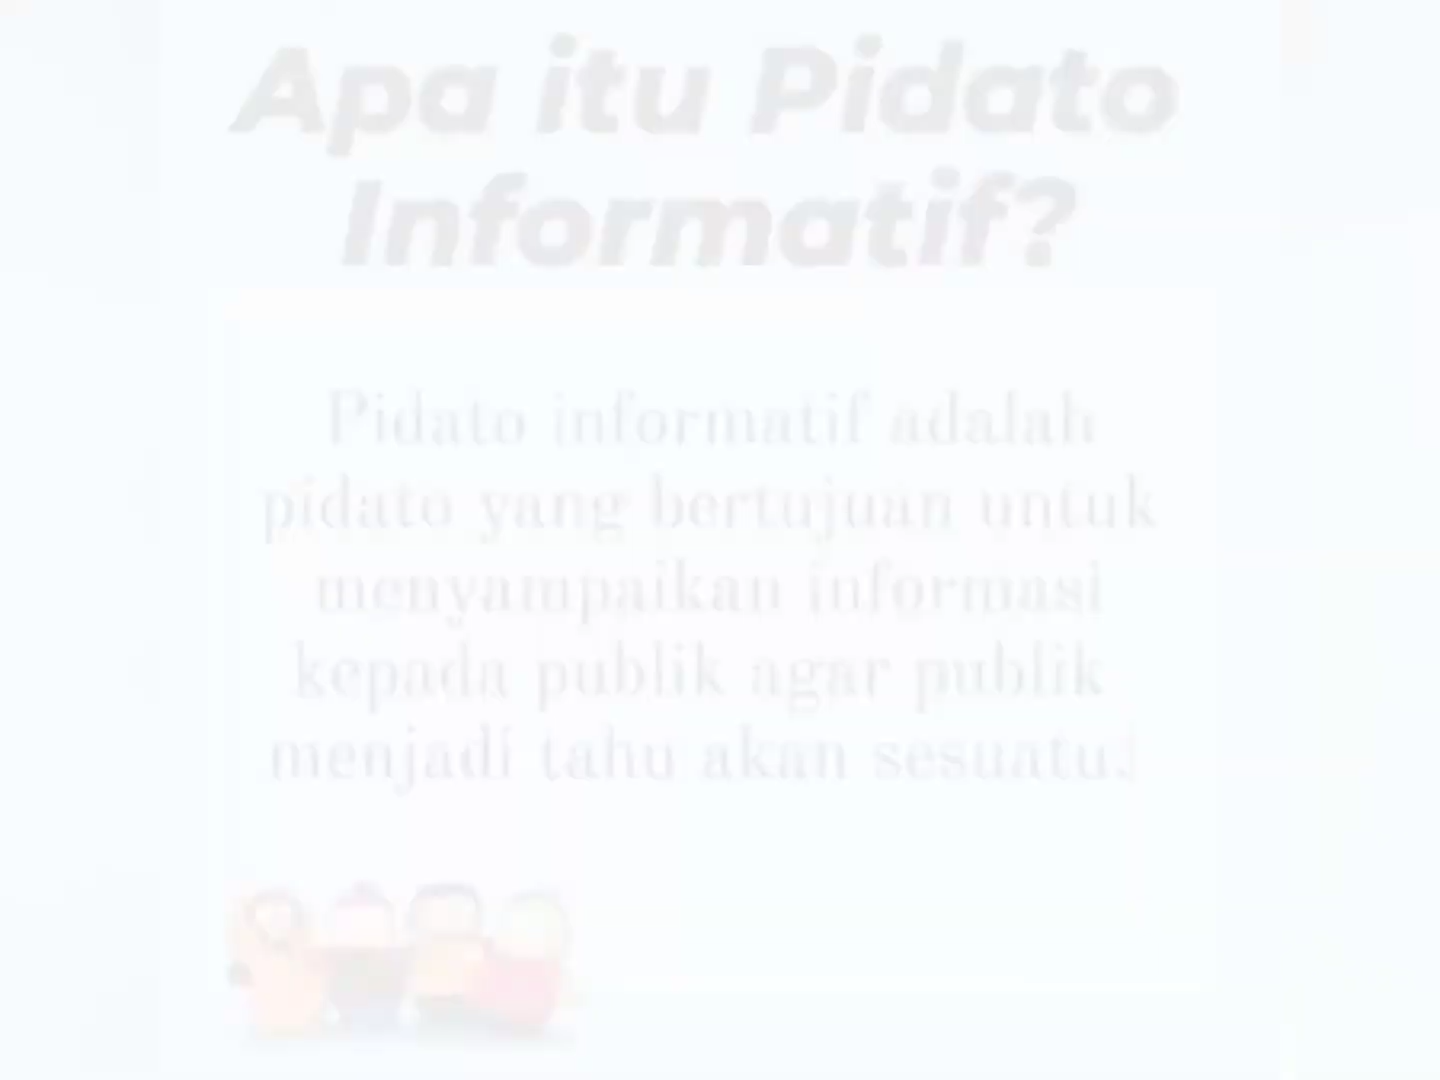 Apa itu Pidato
Informatif?
Pidato informatif adalah
pidato yang bertujuan untuk
menyampaikan informasi
kepada publik agar publik
menjadi tahu akan sesuatu.